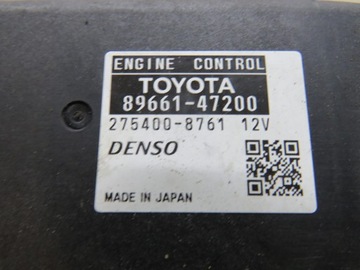 ENGINE CONTROL
TOYOTA
89661-47200
275400-8761 12V
DENSO
MADE IN JAPAN